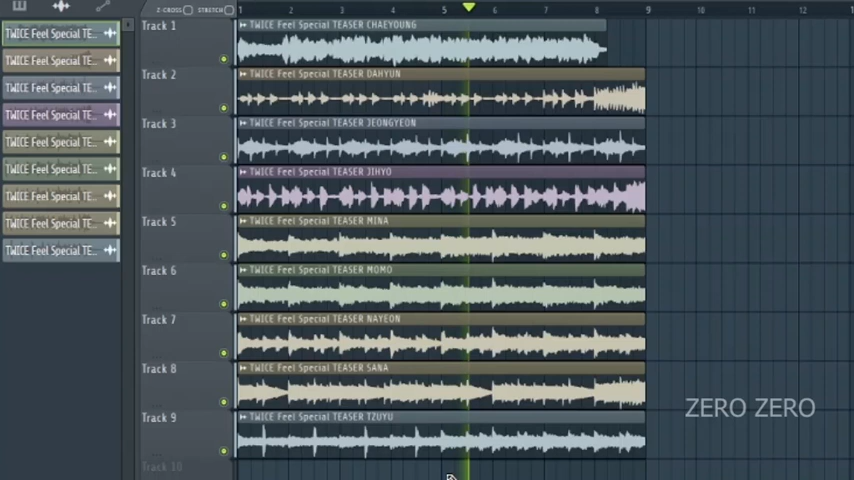 Z-CROSS STRETCH
1 2 3 4 5 6 7 8 9 10 11 12 13
TWICE Feel Special TE...
TWICE Feel Special TE...
TWICE Feel Special TE...
TWICE Feel Special TE...
TWICE Feel Special TE...
TWICE Feel Special TE...
TWICE Feel Special TE...
TWICE Feel Special TE...
TWICE Feel Special TE...
Track 1
TWICE Feel Special TEASER CHAEYOUNG
Track 2
TWICE Feel Special TEASER DAHYUN
Track 3
TWICE Feel Special TEASER JEONGYEON
Track 4
TWICE Feel Special TEASER JIHYO
Track 5
TWICE Feel Special TEASER MINA
Track 6
TWICE Feel Special TEASER MOMO
Track 7
TWICE Feel Special TEASER NAYEON
Track 8
TWICE Feel Special TEASER SANA
Track 9
TWICE Feel Special TEASER TZUYU
Track 10
ZERO ZERO